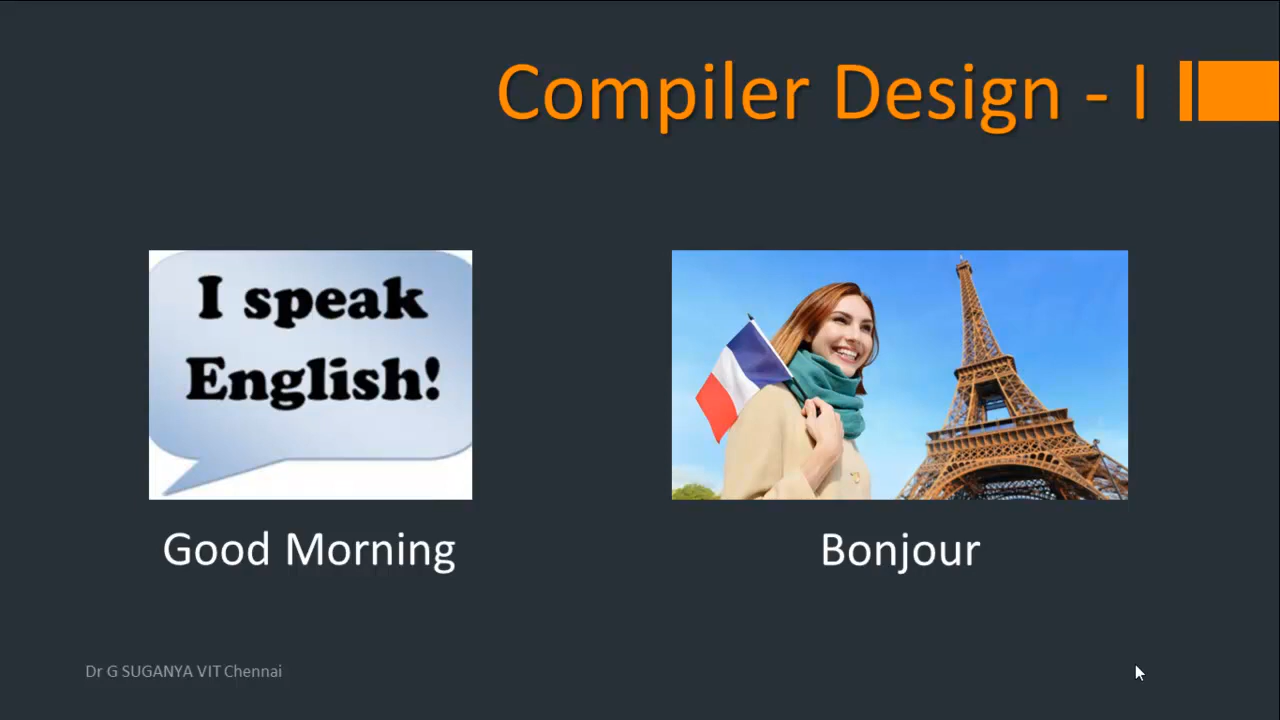 Compiler Design - I
I speak
English!
Good Morning
Bonjour
Dr G SUGANYA VIT Chennai